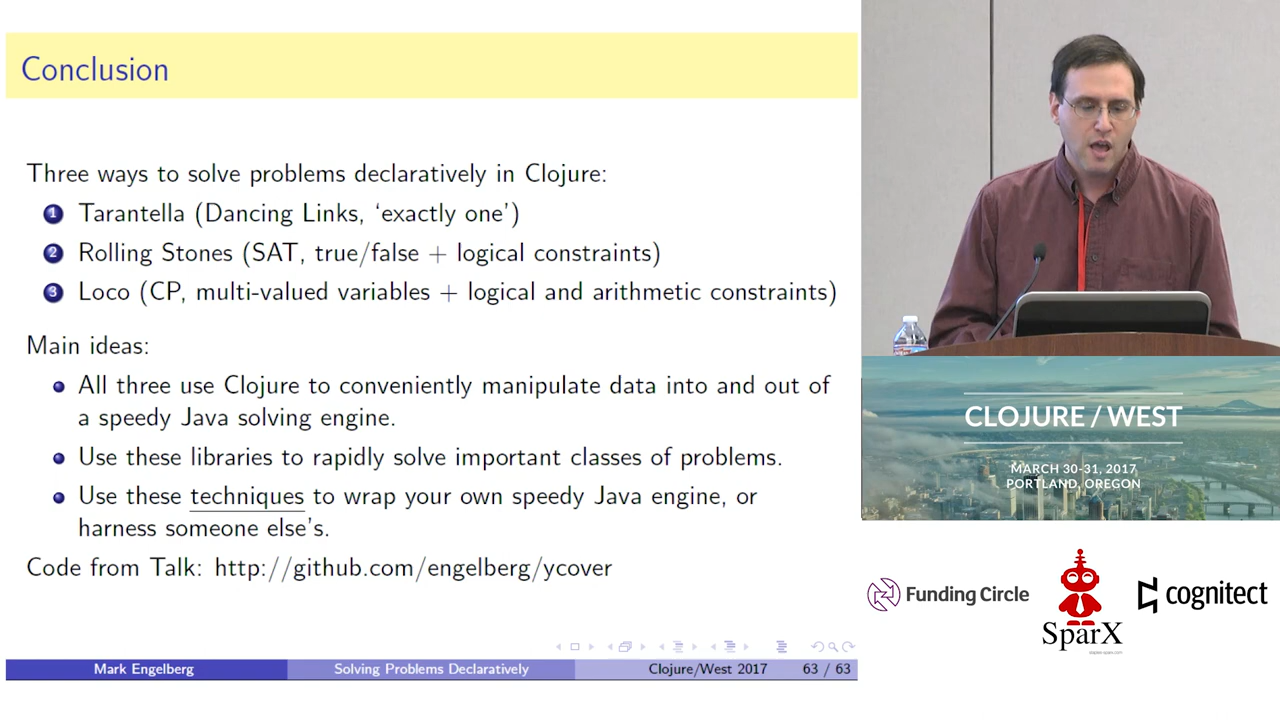 Conclusion
Three ways to solve problems declaratively in Clojure:
1 Tarantella (Dancing Links, ‘exactly one’)
2 Rolling Stones (SAT, true/false + logical constraints)
3 Loco (CP, multi-valued variables + logical and arithmetic constraints)
Main ideas:
All three use Clojure to conveniently manipulate data into and out of
a speedy Java solving engine.
Use these libraries to rapidly solve important classes of problems.
Use these techniques to wrap your own speedy Java engine, or
harness someone else’s.
Code from Talk: http://github.com/engelberg/ycover
Mark Engelberg
Solving Problems Declaratively
Clojure/West 2017
63 / 63
CLOJURE / WEST
MARCH 30-31, 2017
PORTLAND, OREGON
Funding Circle
SparX
cognitect